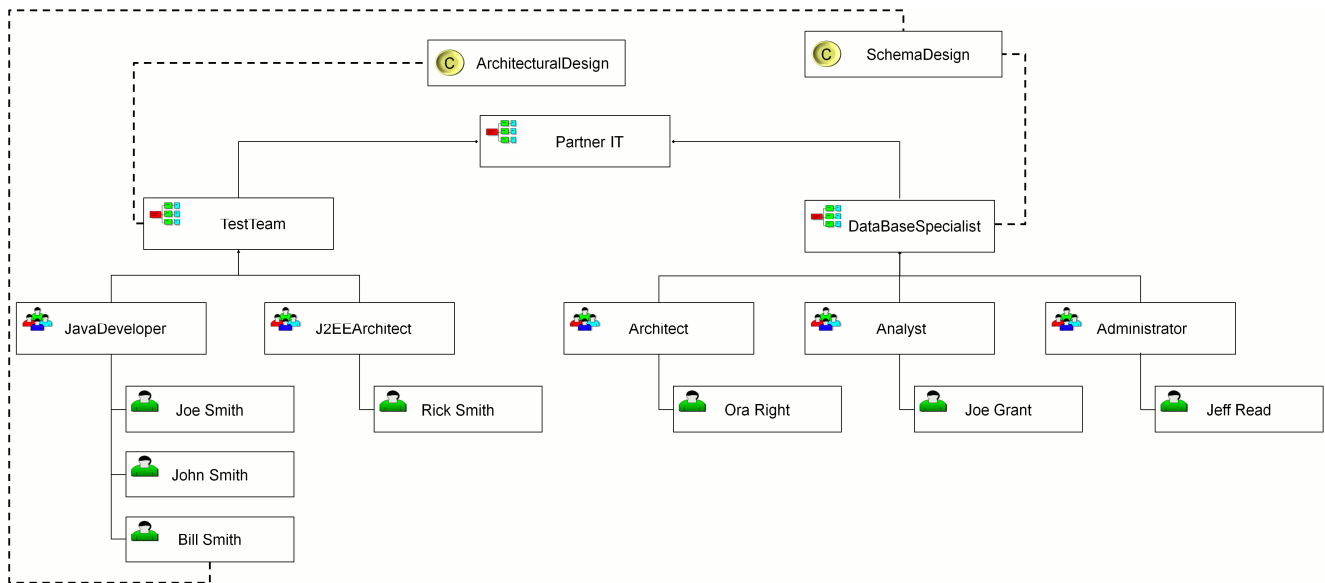 C ArchitecturalDesign
C SchemaDesign
Partner IT
TestTeam
DataBaseSpecialist
JavaDeveloper
J2EEArchitect
Architect
Analyst
Administrator
Joe Smith
Rick Smith
Ora Right
Joe Grant
Jeff Read
John Smith
Bill Smith